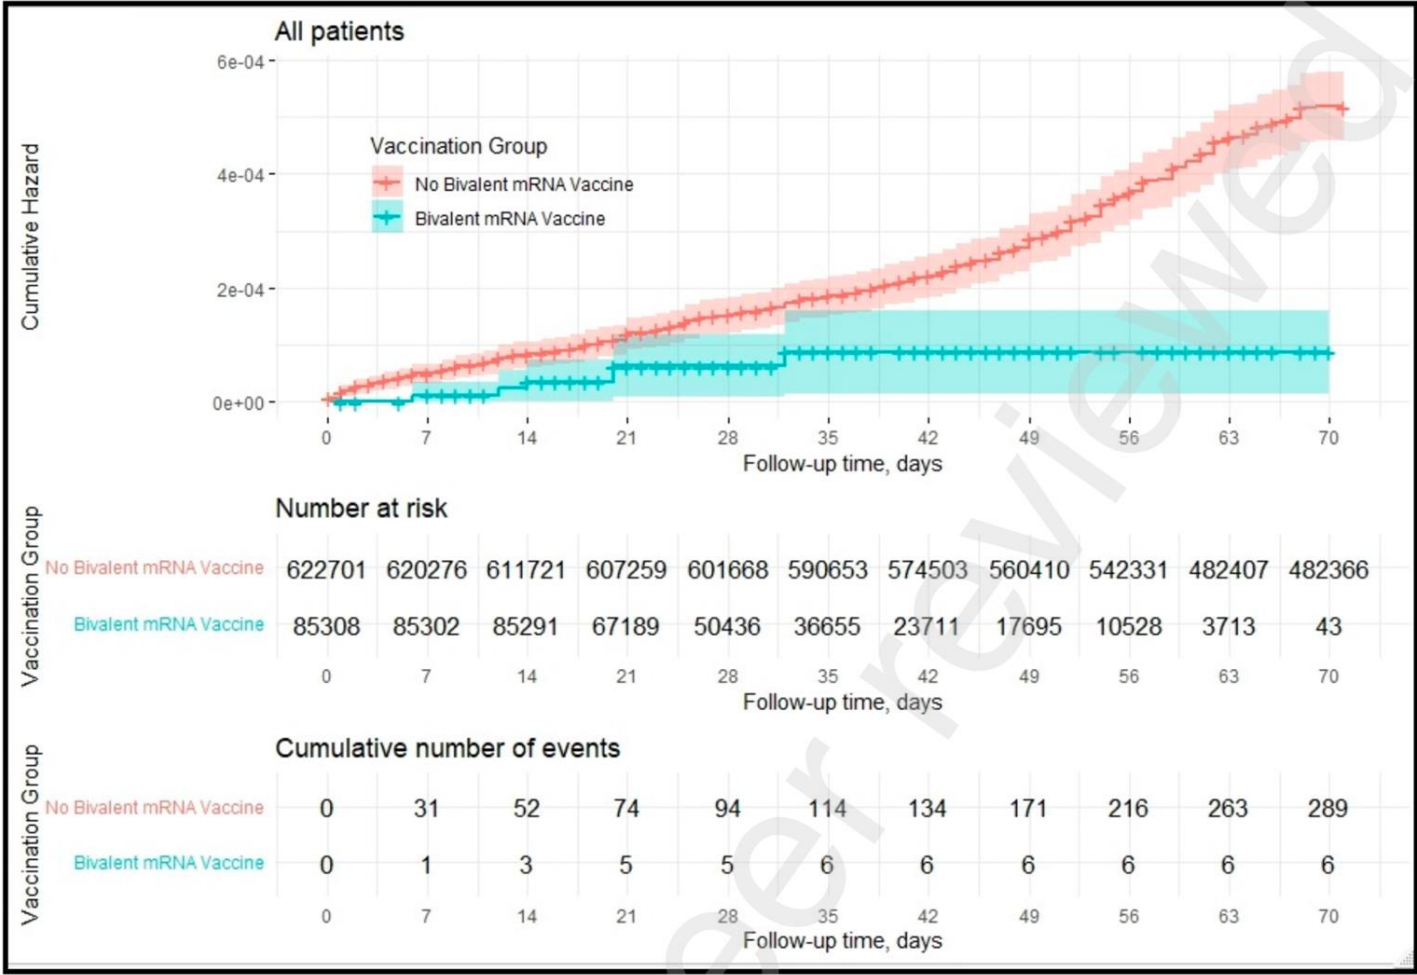 All patients
6e-04
4e-04
2e-04
0e+00
Cumulative Hazard
Vaccination Group
No Bivalent mRNA Vaccine
Bivalent mRNA Vaccine
0 7 14 21 28 35 42 49 56 63 70
Follow-up time, days
Number at risk
Vaccination Group
No Bivalent mRNA Vaccine 622701 620276 611721 607259 601668 590653 574503 560410 542331 482407 482366
Bivalent mRNA Vaccine 85308 85302 85291 67189 50436 36655 23711 17695 10528 3713 43
0 7 14 21 28 35 42 49 56 63 70
Follow-up time, days
Cumulative number of events
Vaccination Group
No Bivalent mRNA Vaccine 0 31 52 74 94 114 134 171 216 263 289
Bivalent mRNA Vaccine 0 1 3 5 5 6 6 6 6 6 6
0 7 14 21 28 35 42 49 56 63 70
Follow-up time, days
eer reviewed